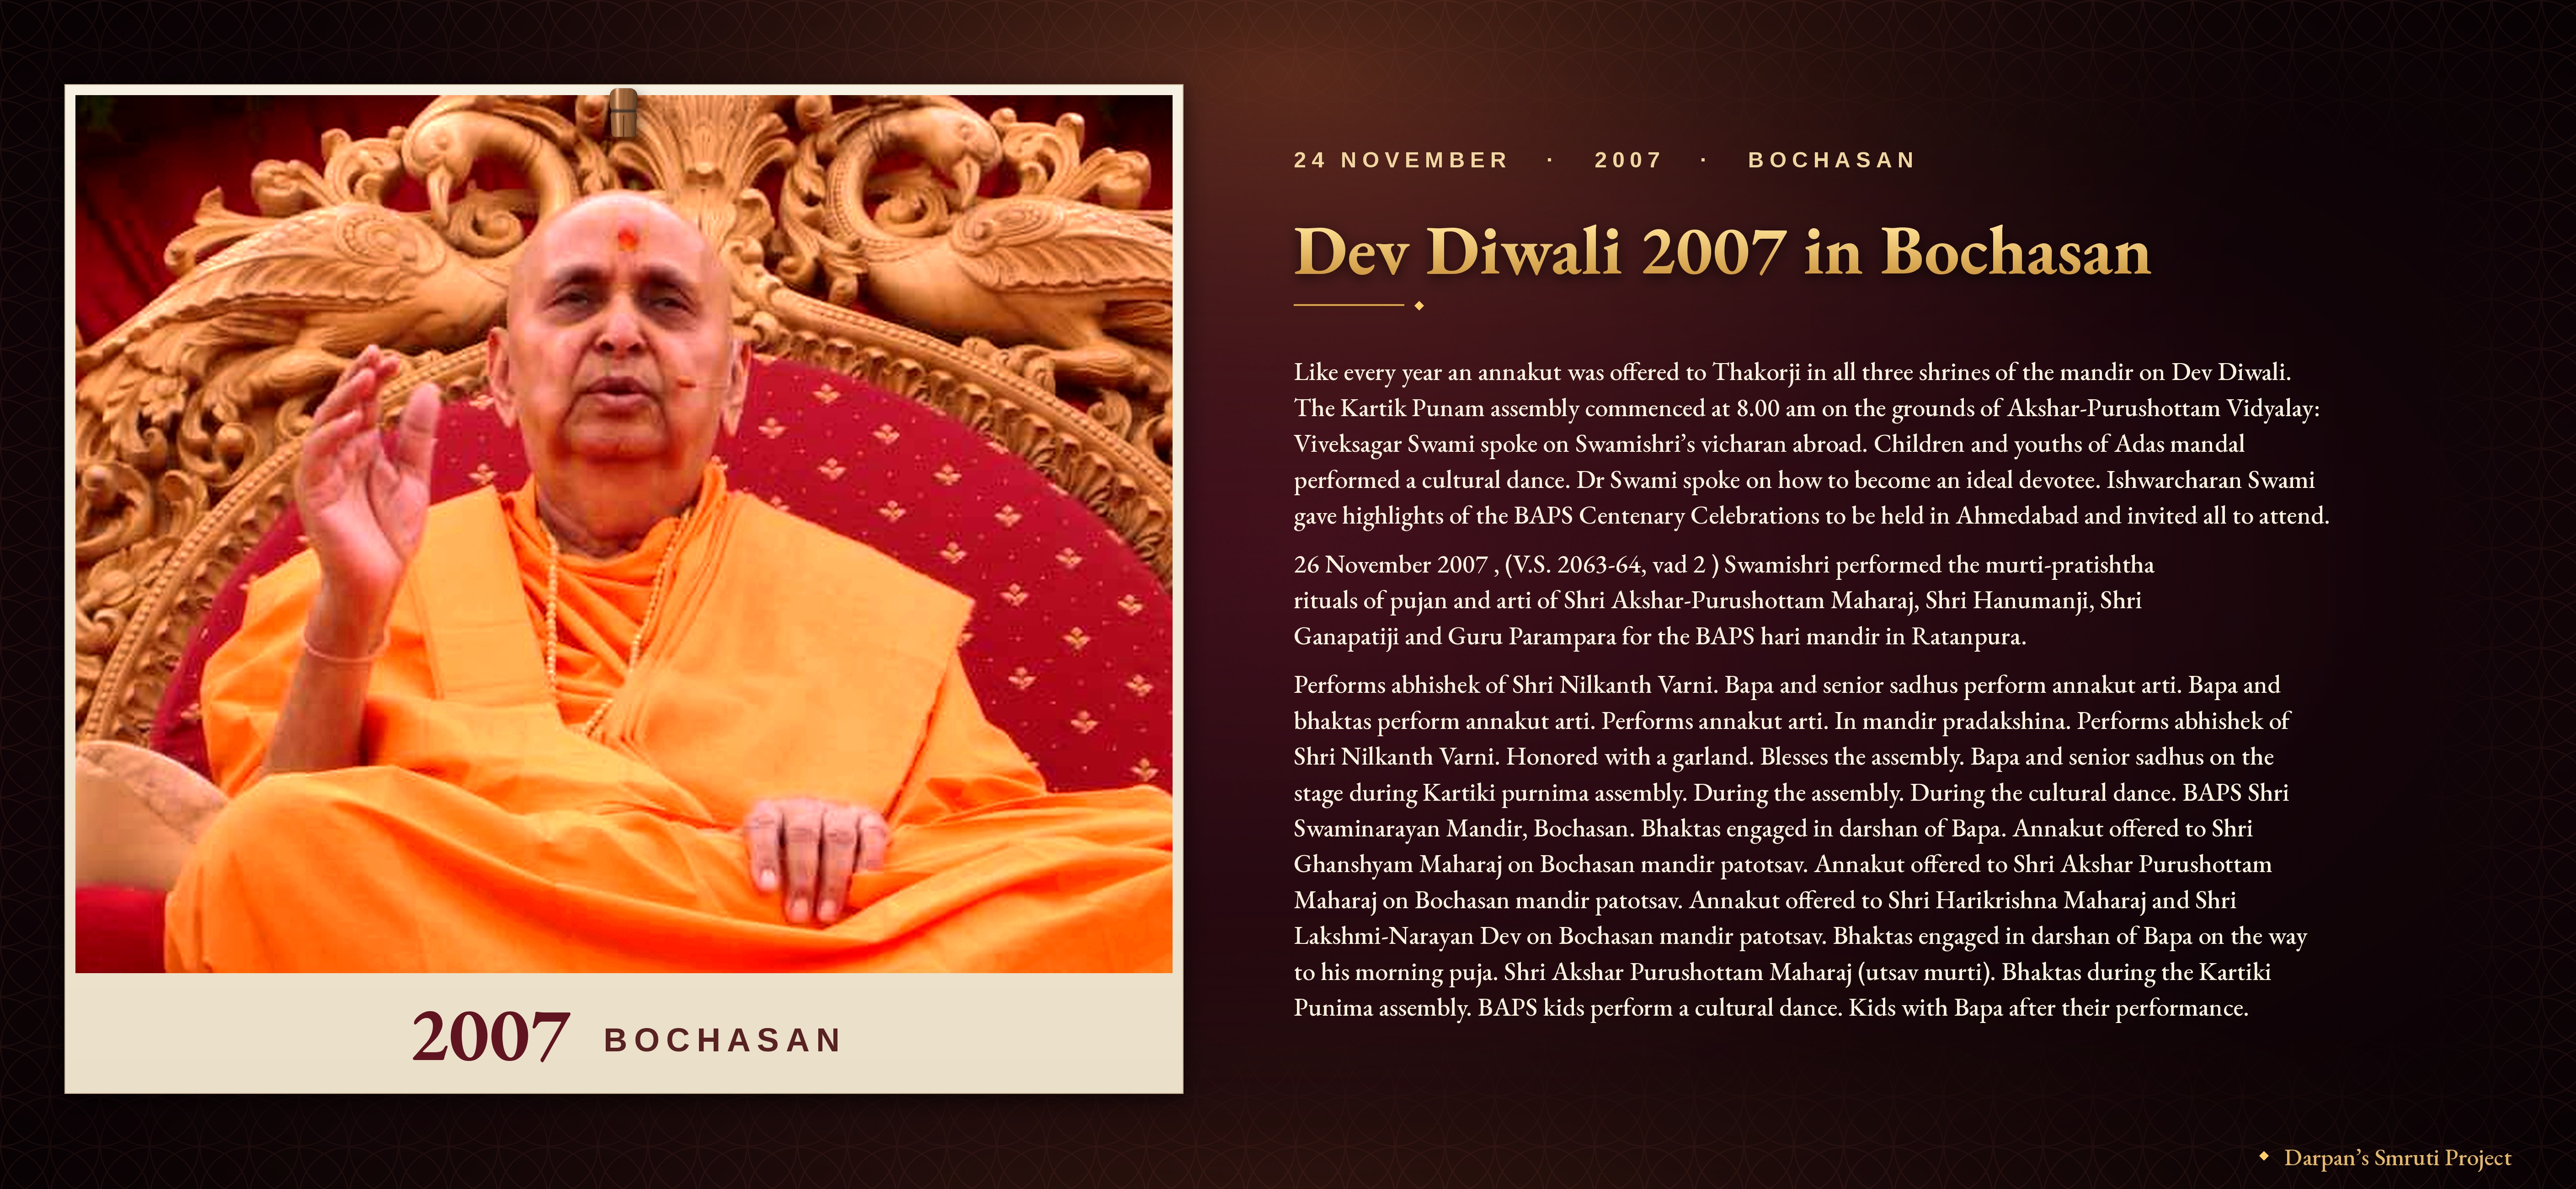 24 NOVEMBER · 2007 · BOCHASAN
Dev Diwali 2007 in Bochasan
Like every year an annakut was offered to Thakorji in all three shrines of the mandir on Dev Diwali.
The Kartik Punam assembly commenced at 8.00 am on the grounds of Akshar-Purushottam Vidyalay:
Viveksagar Swami spoke on Swamishri’s vicharan abroad. Children and youths of Adas mandal
performed a cultural dance. Dr Swami spoke on how to become an ideal devotee. Ishwarcharan Swami
gave highlights of the BAPS Centenary Celebrations to be held in Ahmedabad and invited all to attend.
26 November 2007 , (V.S. 2063-64, vad 2 ) Swamishri performed the murti-pratishtha
rituals of pujan and arti of Shri Akshar-Purushottam Maharaj, Shri Hanumanji, Shri
Ganapatiji and Guru Parampara for the BAPS hari mandir in Ratanpura.
Performs abhishek of Shri Nilkanth Varni. Bapa and senior sadhus perform annakut arti. Bapa and
bhaktas perform annakut arti. Performs annakut arti. In mandir pradakshina. Performs abhishek of
Shri Nilkanth Varni. Honored with a garland. Blesses the assembly. Bapa and senior sadhus on the
stage during Kartiki purnima assembly. During the assembly. During the cultural dance. BAPS Shri
Swaminarayan Mandir, Bochasan. Bhaktas engaged in darshan of Bapa. Annakut offered to Shri
Ghanshyam Maharaj on Bochasan mandir patotsav. Annakut offered to Shri Akshar Purushottam
Maharaj on Bochasan mandir patotsav. Annakut offered to Shri Harikrishna Maharaj and Shri
Lakshmi-Narayan Dev on Bochasan mandir patotsav. Bhaktas engaged in darshan of Bapa on the way
to his morning puja. Shri Akshar Purushottam Maharaj (utsav murti). Bhaktas during the Kartiki
Punima assembly. BAPS kids perform a cultural dance. Kids with Bapa after their performance.
2007 BOCHASAN
Darpan’s Smruti Project